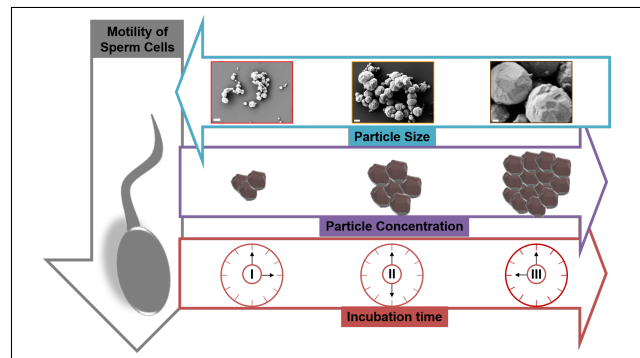 Motility of
Sperm Cells
Particle Size
Particle Concentration
I
II
III
Incubation time